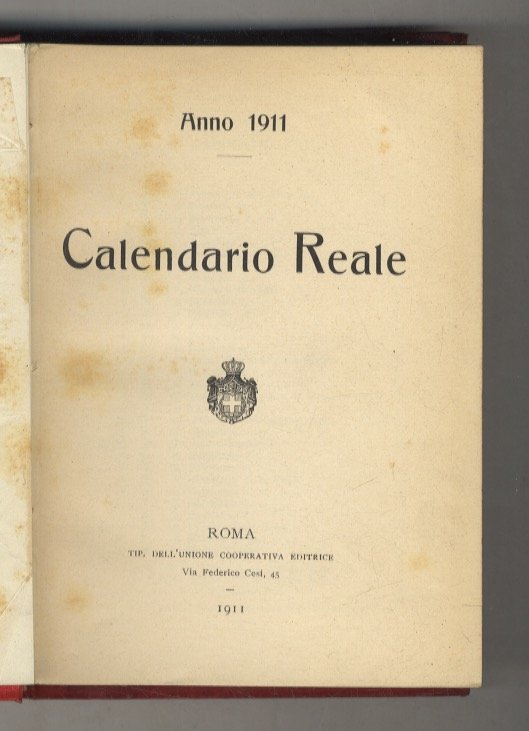 Anno 1911
Calendario Reale
ROMA
TIP. DELL'UNIONE COOPERATIVA EDITRICE
Via Federico Cesi, 45
1911